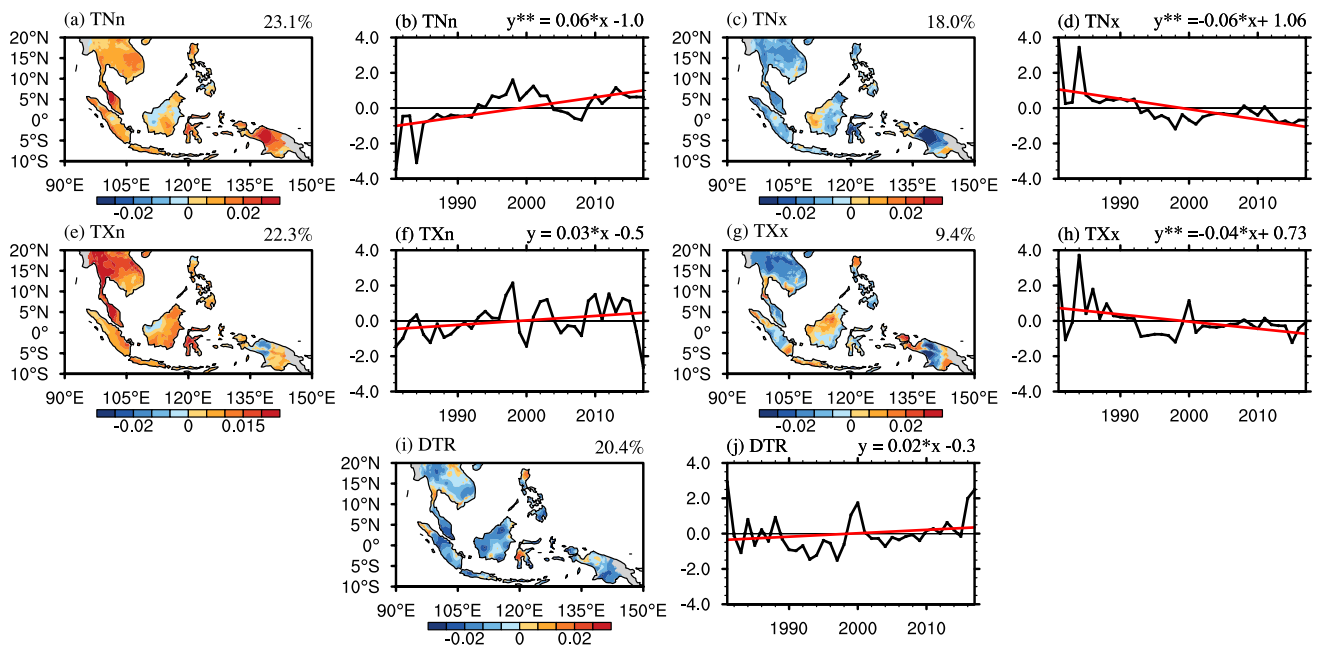 (a) TNn 23.1%
20°N
15°N
10°N
5°N
0°
5°S
10°S
90°E 105°E 120°E 135°E 150°E
-0.02 0 0.02
(b) TNn y** = 0.06*x -1.0
4.0
2.0
0.0
-2.0
-4.0
1990 2000 2010
(c) TNx 18.0%
20°N
15°N
10°N
5°N
0°
5°S
10°S
90°E 105°E 120°E 135°E 150°E
-0.02 0 0.02
(d) TNx y** =-0.06*x+ 1.06
4.0
2.0
0.0
-2.0
-4.0
1990 2000 2010
(e) TXn 22.3%
20°N
15°N
10°N
5°N
0°
5°S
10°S
90°E 105°E 120°E 135°E 150°E
-0.02 0 0.015
(f) TXn y = 0.03*x -0.5
4.0
2.0
0.0
-2.0
-4.0
1990 2000 2010
(g) TXx 9.4%
20°N
15°N
10°N
5°N
0°
5°S
10°S
90°E 105°E 120°E 135°E 150°E
-0.02 0 0.02
(h) TXx y** =-0.04*x+ 0.73
4.0
2.0
0.0
-2.0
-4.0
1990 2000 2010
(i) DTR 20.4%
20°N
15°N
10°N
5°N
0°
5°S
10°S
90°E 105°E 120°E 135°E 150°E
-0.02 0 0.02
(j) DTR y = 0.02*x -0.3
4.0
2.0
0.0
-2.0
-4.0
1990 2000 2010